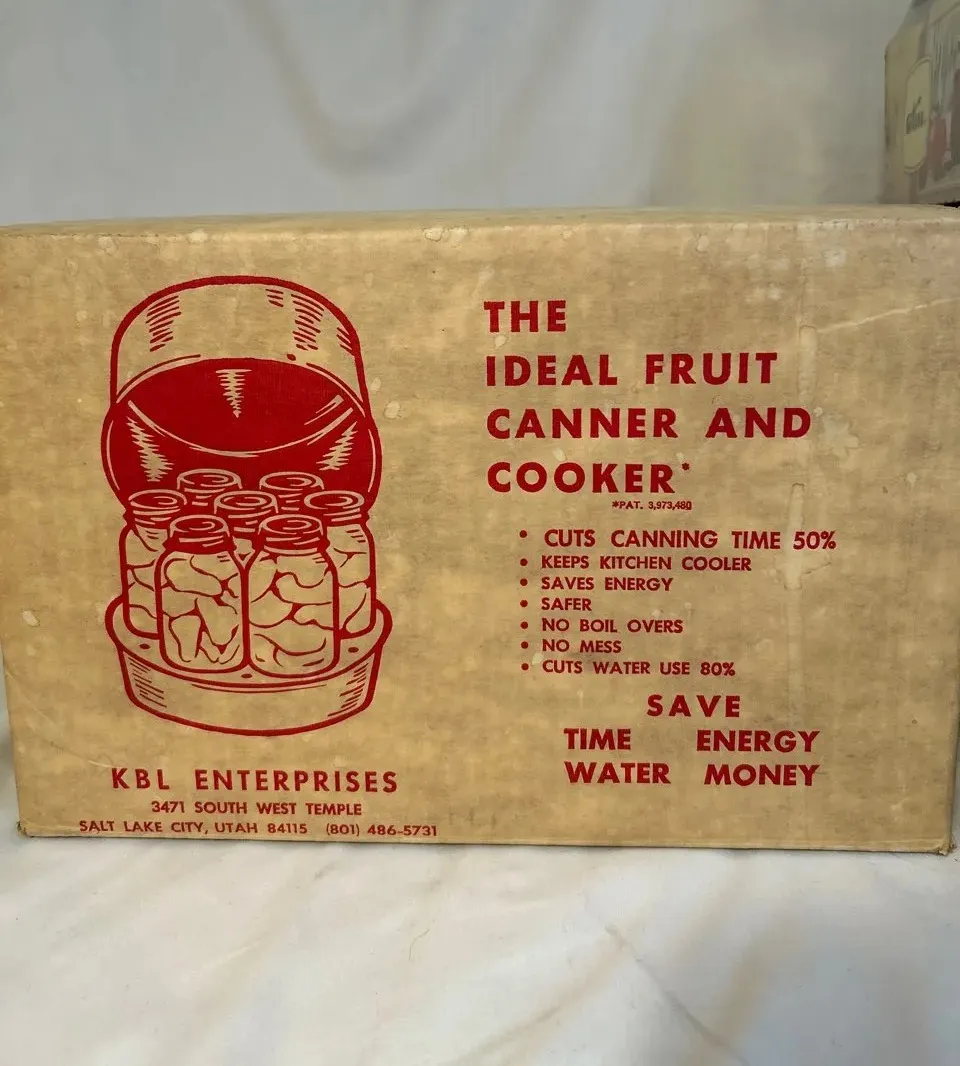 THE
IDEAL FRUIT
CANNER AND
COOKER*
*PAT. 3,973,480
• CUTS CANNING TIME 50%
• KEEPS KITCHEN COOLER
• SAVES ENERGY
• SAFER
• NO BOIL OVERS
• NO MESS
• CUTS WATER USE 80%
SAVE
TIME ENERGY
WATER MONEY
KBL ENTERPRISES
3471 SOUTH WEST TEMPLE
SALT LAKE CITY, UTAH 84115 (801) 486-5731